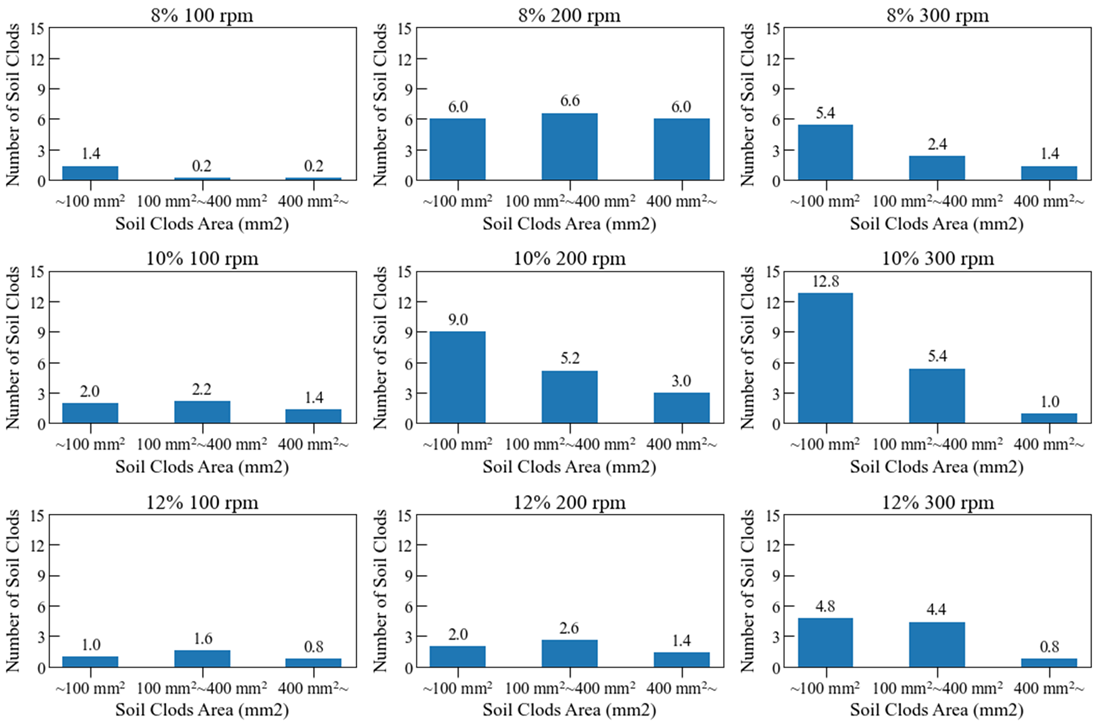 8% 100 rpm
Number of Soil Clods
15
12
9
6
3
0
1.4
0.2
0.2
~100 mm²
100 mm²~400 mm²
400 mm²~
Soil Clods Area (mm2)
8% 200 rpm
Number of Soil Clods
15
12
9
6
3
0
6.0
6.6
6.0
~100 mm²
100 mm²~400 mm²
400 mm²~
Soil Clods Area (mm2)
8% 300 rpm
Number of Soil Clods
15
12
9
6
3
0
5.4
2.4
1.4
~100 mm²
100 mm²~400 mm²
400 mm²~
Soil Clods Area (mm2)
10% 100 rpm
Number of Soil Clods
15
12
9
6
3
0
2.0
2.2
1.4
~100 mm²
100 mm²~400 mm²
400 mm²~
Soil Clods Area (mm2)
10% 200 rpm
Number of Soil Clods
15
12
9
6
3
0
9.0
5.2
3.0
~100 mm²
100 mm²~400 mm²
400 mm²~
Soil Clods Area (mm2)
10% 300 rpm
Number of Soil Clods
15
12
9
6
3
0
12.8
5.4
1.0
~100 mm²
100 mm²~400 mm²
400 mm²~
Soil Clods Area (mm2)
12% 100 rpm
Number of Soil Clods
15
12
9
6
3
0
1.0
1.6
0.8
~100 mm²
100 mm²~400 mm²
400 mm²~
Soil Clods Area (mm2)
12% 200 rpm
Number of Soil Clods
15
12
9
6
3
0
2.0
2.6
1.4
~100 mm²
100 mm²~400 mm²
400 mm²~
Soil Clods Area (mm2)
12% 300 rpm
Number of Soil Clods
15
12
9
6
3
0
4.8
4.4
0.8
~100 mm²
100 mm²~400 mm²
400 mm²~
Soil Clods Area (mm2)